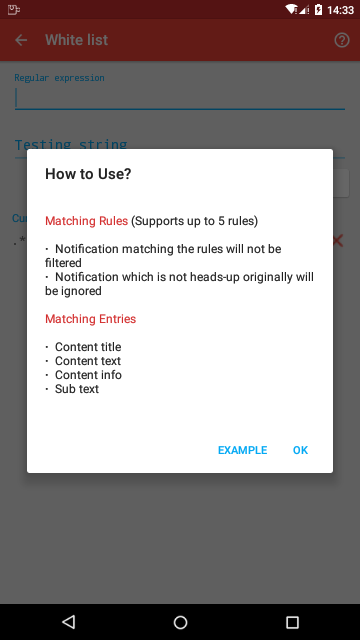 14:33
White list
Regular expression
Testing string
How to Use?
Matching Rules (Supports up to 5 rules)
· Notification matching the rules will not be
filtered
· Notification which is not heads-up originally will
be ignored
Matching Entries
· Content title
· Content text
· Content info
· Sub text
EXAMPLE OK